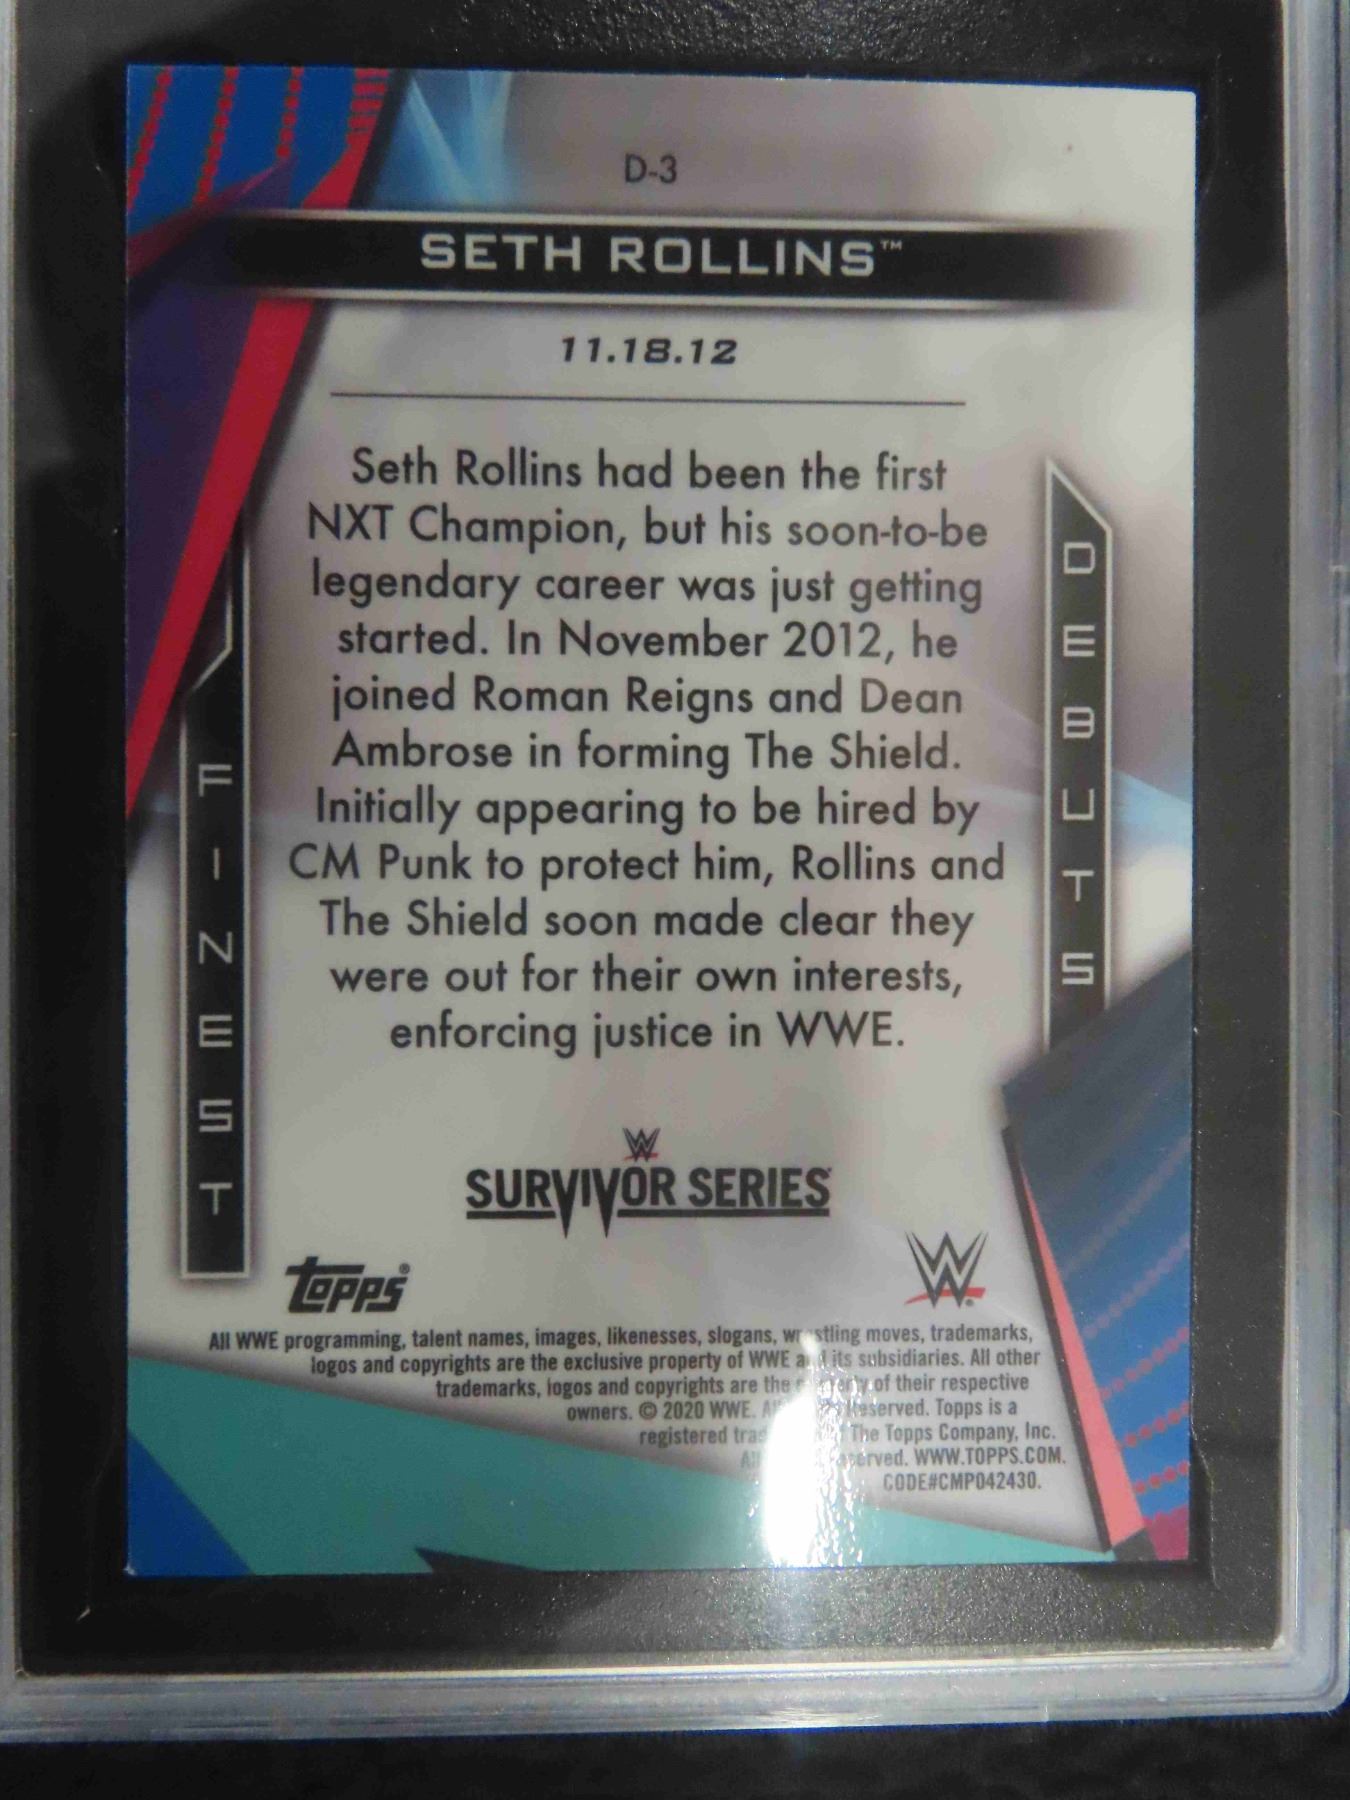 D-3
SETH ROLLINS™
11.18.12
Seth Rollins had been the first
NXT Champion, but his soon-to-be
legendary career was just getting
started. In November 2012, he
joined Roman Reigns and Dean
Ambrose in forming The Shield.
Initially appearing to be hired by
CM Punk to protect him, Rollins and
The Shield soon made clear they
were out for their own interests,
enforcing justice in WWE.
FINEST
DEBUTS
W
SURVIVOR SERIES
Topps®
W
All WWE programming, talent names, images, likenesses, slogans, wrestling moves, trademarks,
logos and copyrights are the exclusive property of WWE and its subsidiaries. All other
trademarks, logos and copyrights are the property of their respective
owners. © 2020 WWE. Reserved. Topps is a
registered The Topps Company, Inc.
Reserved. WWW.TOPPS.COM.
CODE#CMP042430.